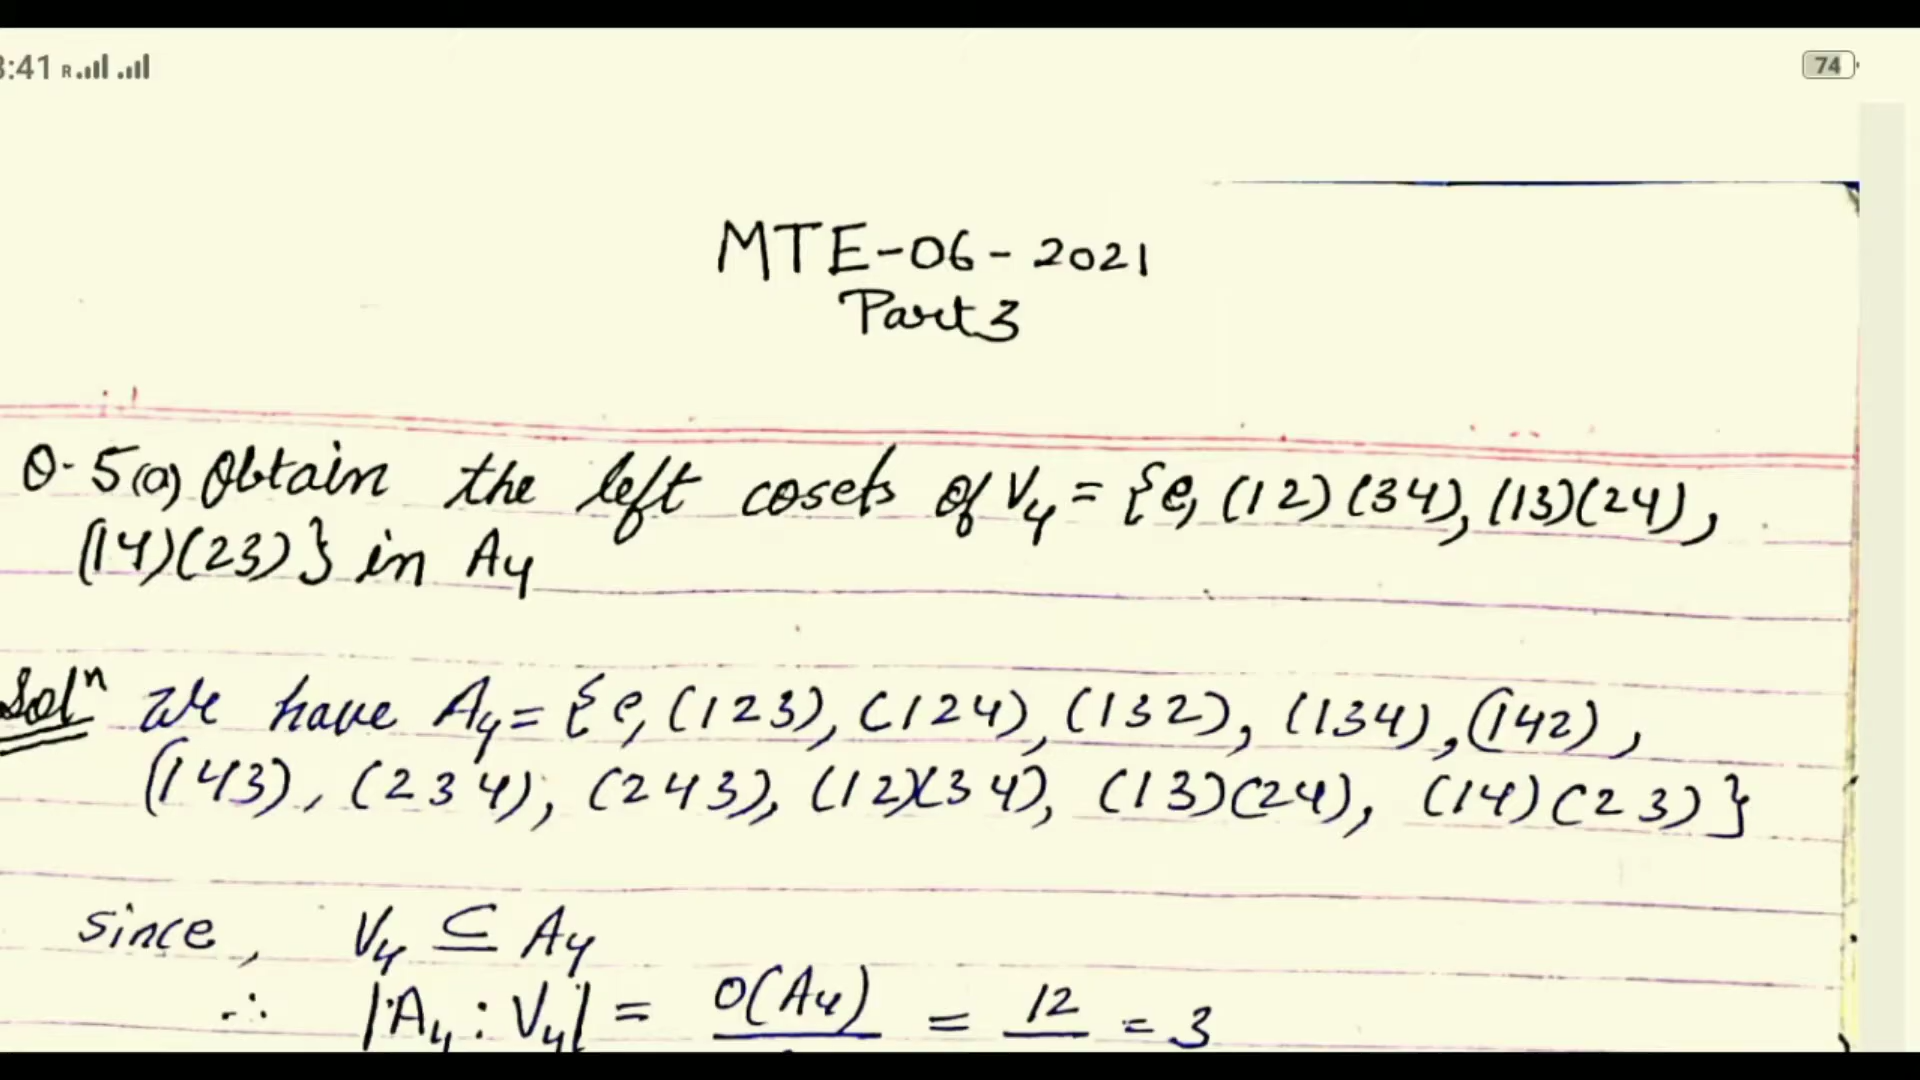 3:41
74
MTE-06-2021
Part 3
Q.5(a) Obtain the left cosets of V₄ = {e, (12)(34), (13)(24),
(14)(23)} in A₄
Solⁿ We have A₄ = {e, (123), (124), (132), (134), (142),
(143), (234), (243), (12)(34), (13)(24), (14)(23)}
since, V₄ ⊆ A₄
∴ |A₄ : V₄| = O(A₄) = 12 = 3